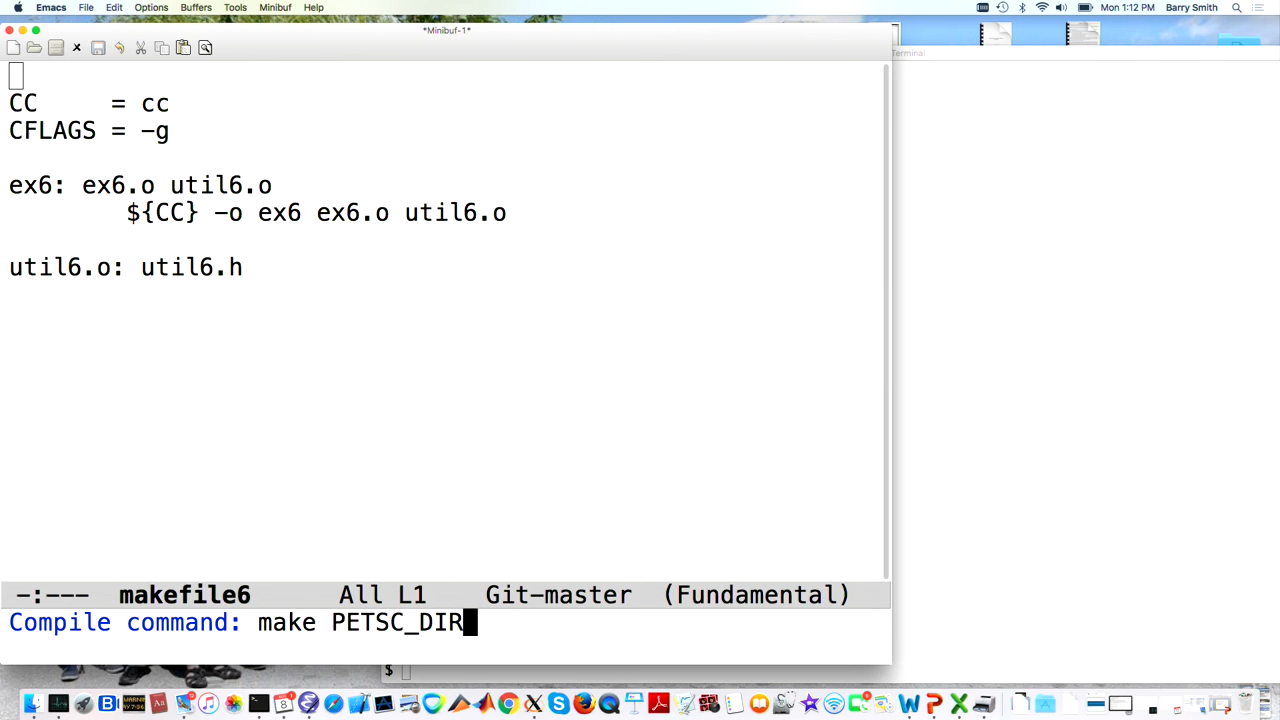 Emacs File Edit Options Buffers Tools Minibuf Help Mon 1:12 PM Barry Smith
*Minibuf-1*
Terminal
CC = cc
CFLAGS = -g
ex6: ex6.o util6.o
${CC} -o ex6 ex6.o util6.o
util6.o: util6.h
-:--- makefile6 All L1 Git-master (Fundamental)
Compile command: make PETSC_DIR
$